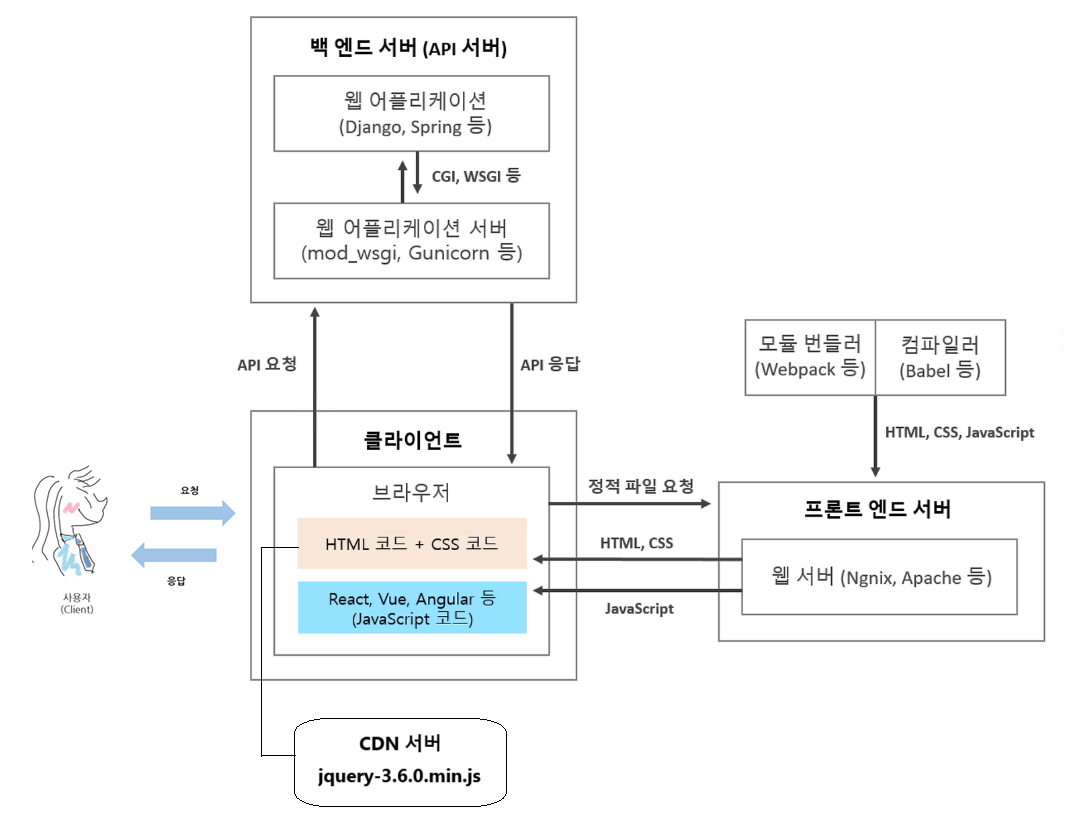 백 엔드 서버 (API 서버)
웹 어플리케이션
(Django, Spring 등)
CGI, WSGI 등
웹 어플리케이션 서버
(mod_wsgi, Gunicorn 등)
API 요청
API 응답
모듈 번들러
(Webpack 등)
컴파일러
(Babel 등)
HTML, CSS, JavaScript
클라이언트
브라우저
HTML 코드 + CSS 코드
React, Vue, Angular 등
(JavaScript 코드)
요청
응답
사용자
(Client)
정적 파일 요청
HTML, CSS
JavaScript
프론트 엔드 서버
웹 서버 (Ngnix, Apache 등)
CDN 서버
jquery-3.6.0.min.js